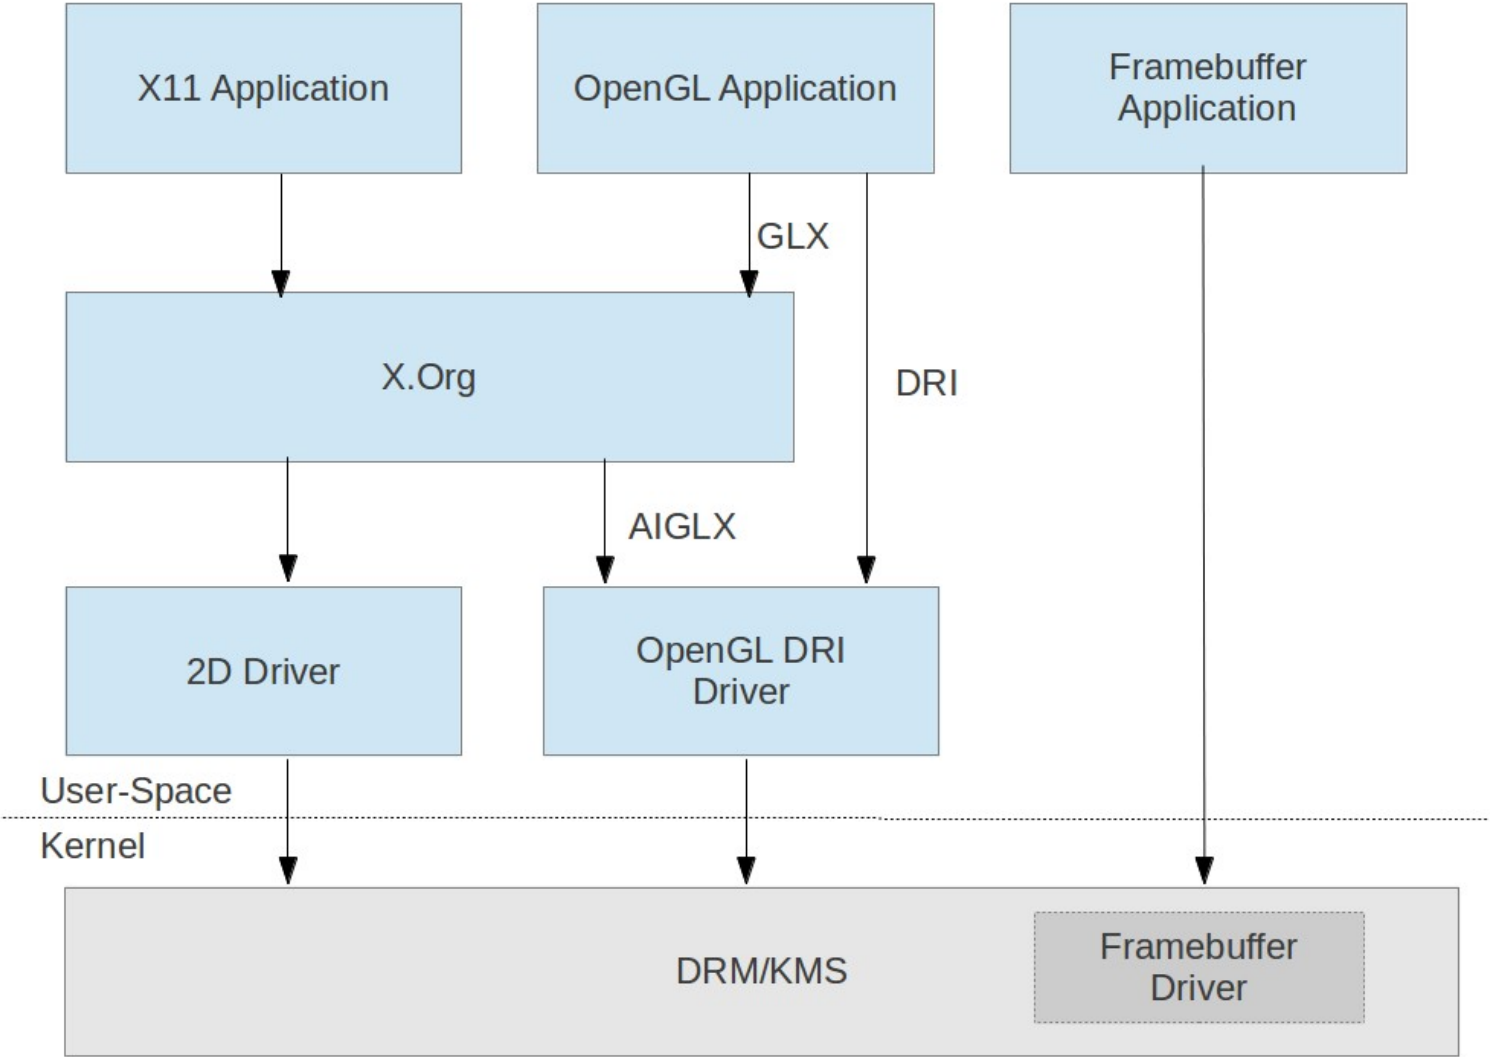 X11 Application
OpenGL Application
Framebuffer
Application
GLX
X.Org
DRI
AIGLX
2D Driver
OpenGL DRI
Driver
User-Space
Kernel
DRM/KMS
Framebuffer
Driver